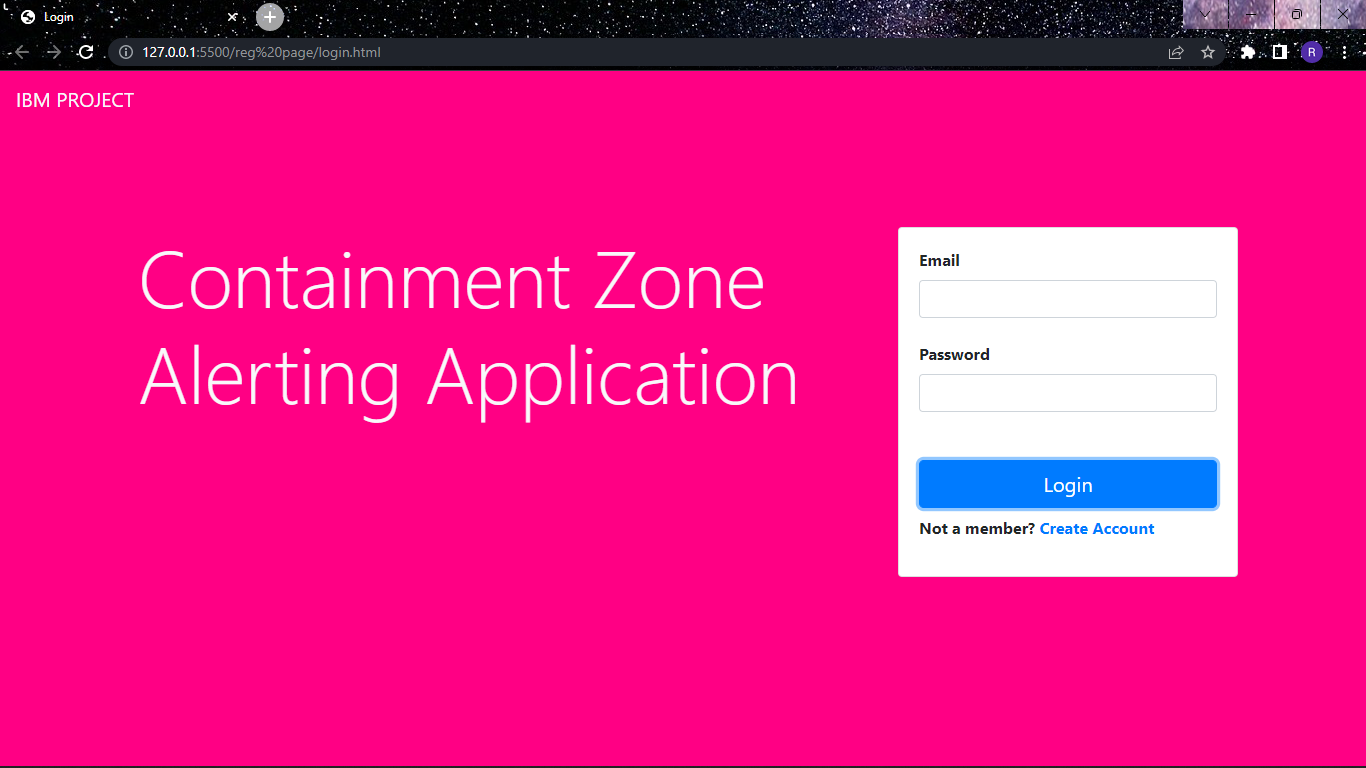 Login
127.0.0.1:5500/reg%20page/login.html
R
IBM PROJECT
Containment Zone
Alerting Application
Email
Password
Login
Not a member? Create Account